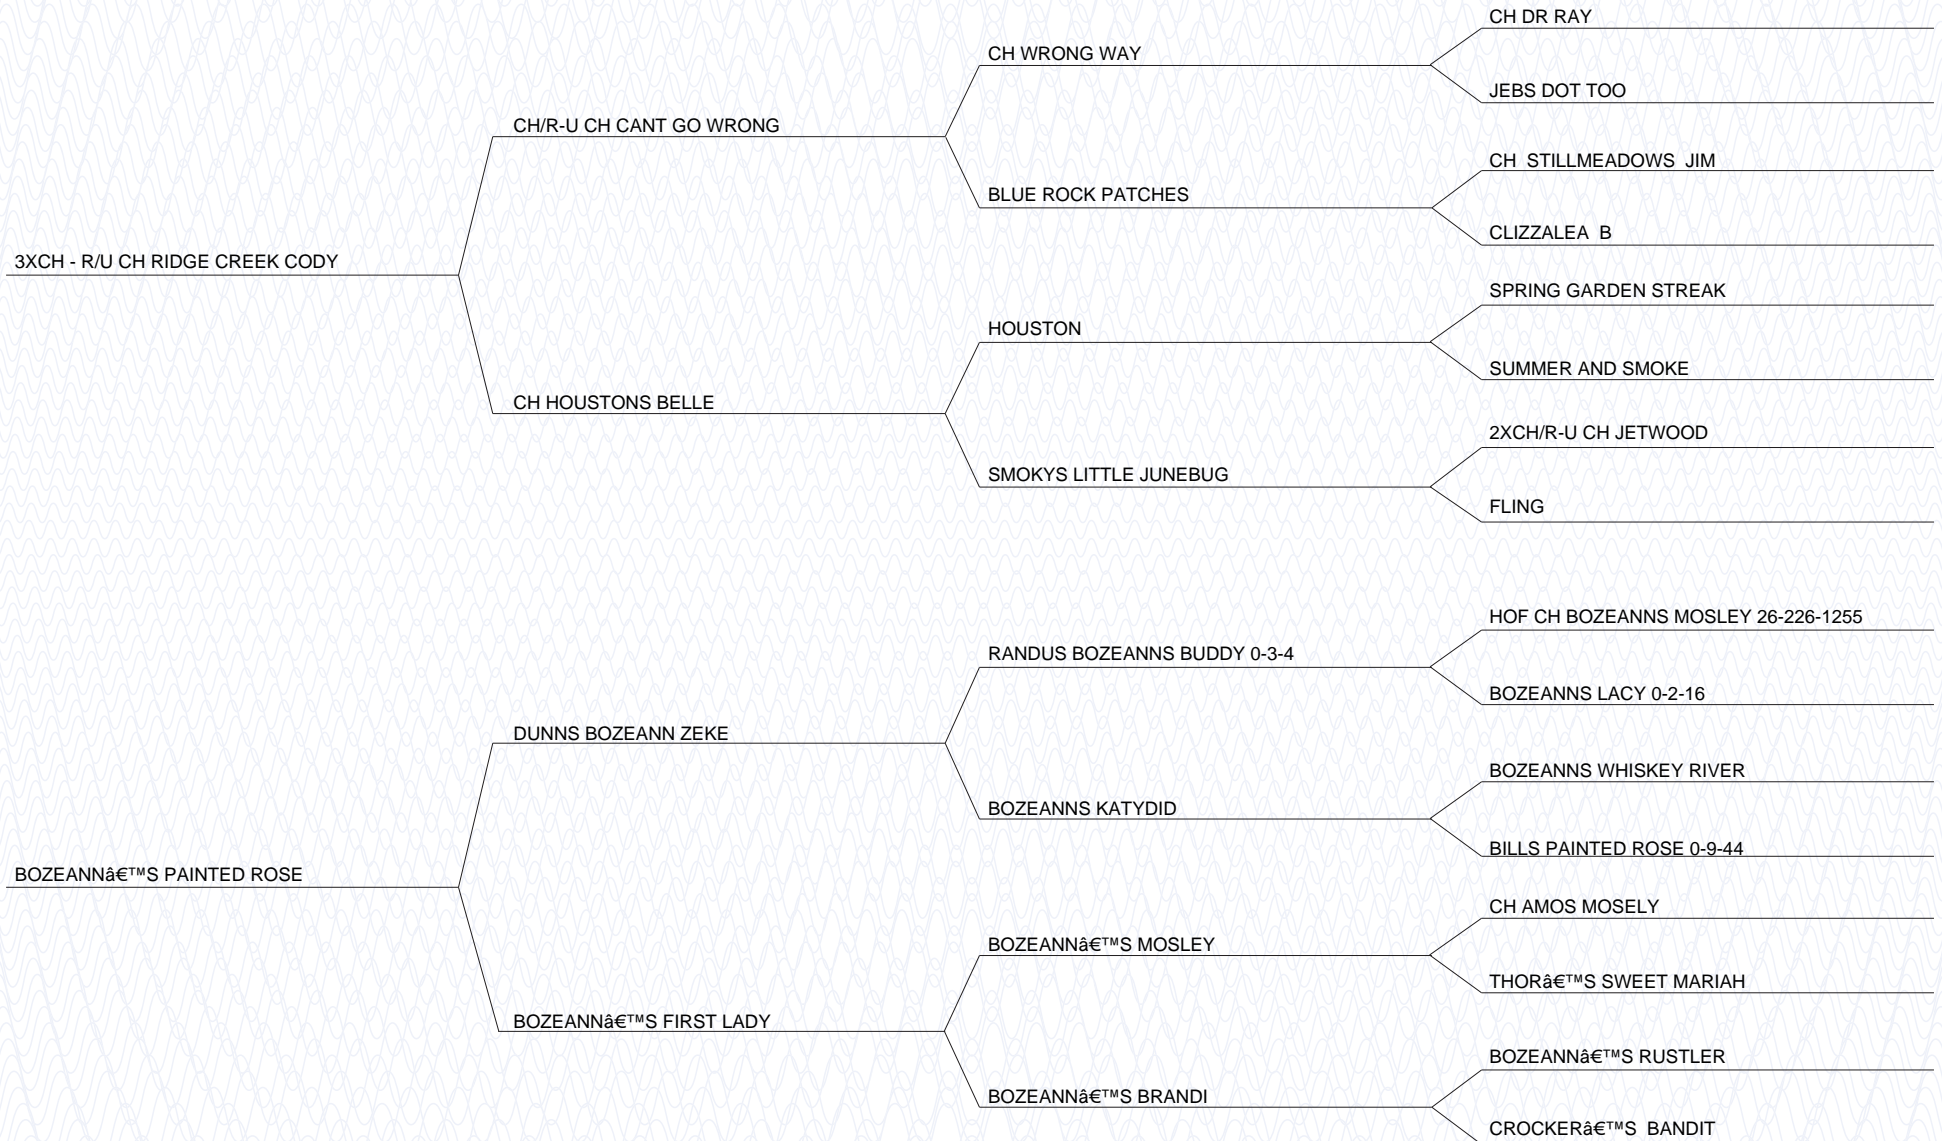 CH DR RAY
CH WRONG WAY
JEBS DOT TOO
CH/R-U CH CANT GO WRONG
CH  STILLMEADOWS  JIM
BLUE ROCK PATCHES
CLIZZALEA  B
3XCH - R/U CH RIDGE CREEK CODY
SPRING GARDEN STREAK
HOUSTON
SUMMER AND SMOKE
CH HOUSTONS BELLE
2XCH/R-U CH JETWOOD
SMOKYS LITTLE JUNEBUG
FLING
HOF CH BOZEANNS MOSLEY 26-226-1255
RANDUS BOZEANNS BUDDY 0-3-4
BOZEANNS LACY 0-2-16
DUNNS BOZEANN ZEKE
BOZEANNS WHISKEY RIVER
BOZEANNS KATYDID
BILLS PAINTED ROSE 0-9-44
BOZEANNâ€™S PAINTED ROSE
CH AMOS MOSELY
BOZEANNâ€™S MOSLEY
THORâ€™S SWEET MARIAH
BOZEANNâ€™S FIRST LADY
BOZEANNâ€™S RUSTLER
BOZEANNâ€™S BRANDI
CROCKERâ€™S  BANDIT